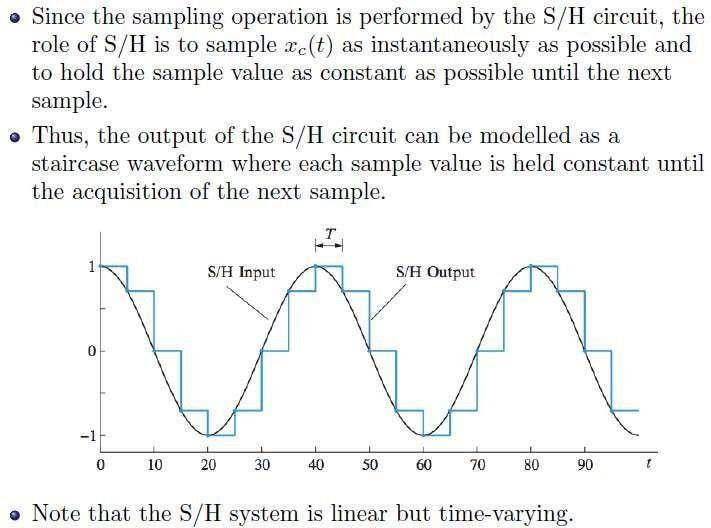 Since the sampling operation is performed by the S/H circuit, the
role of S/H is to sample x_c(t) as instantaneously as possible and
to hold the sample value as constant as possible until the next
sample.
Thus, the output of the S/H circuit can be modelled as a
staircase waveform where each sample value is held constant until
the acquisition of the next sample.
T
1
S/H Input
S/H Output
0
−1
0 10 20 30 40 50 60 70 80 90 t
Note that the S/H system is linear but time-varying.